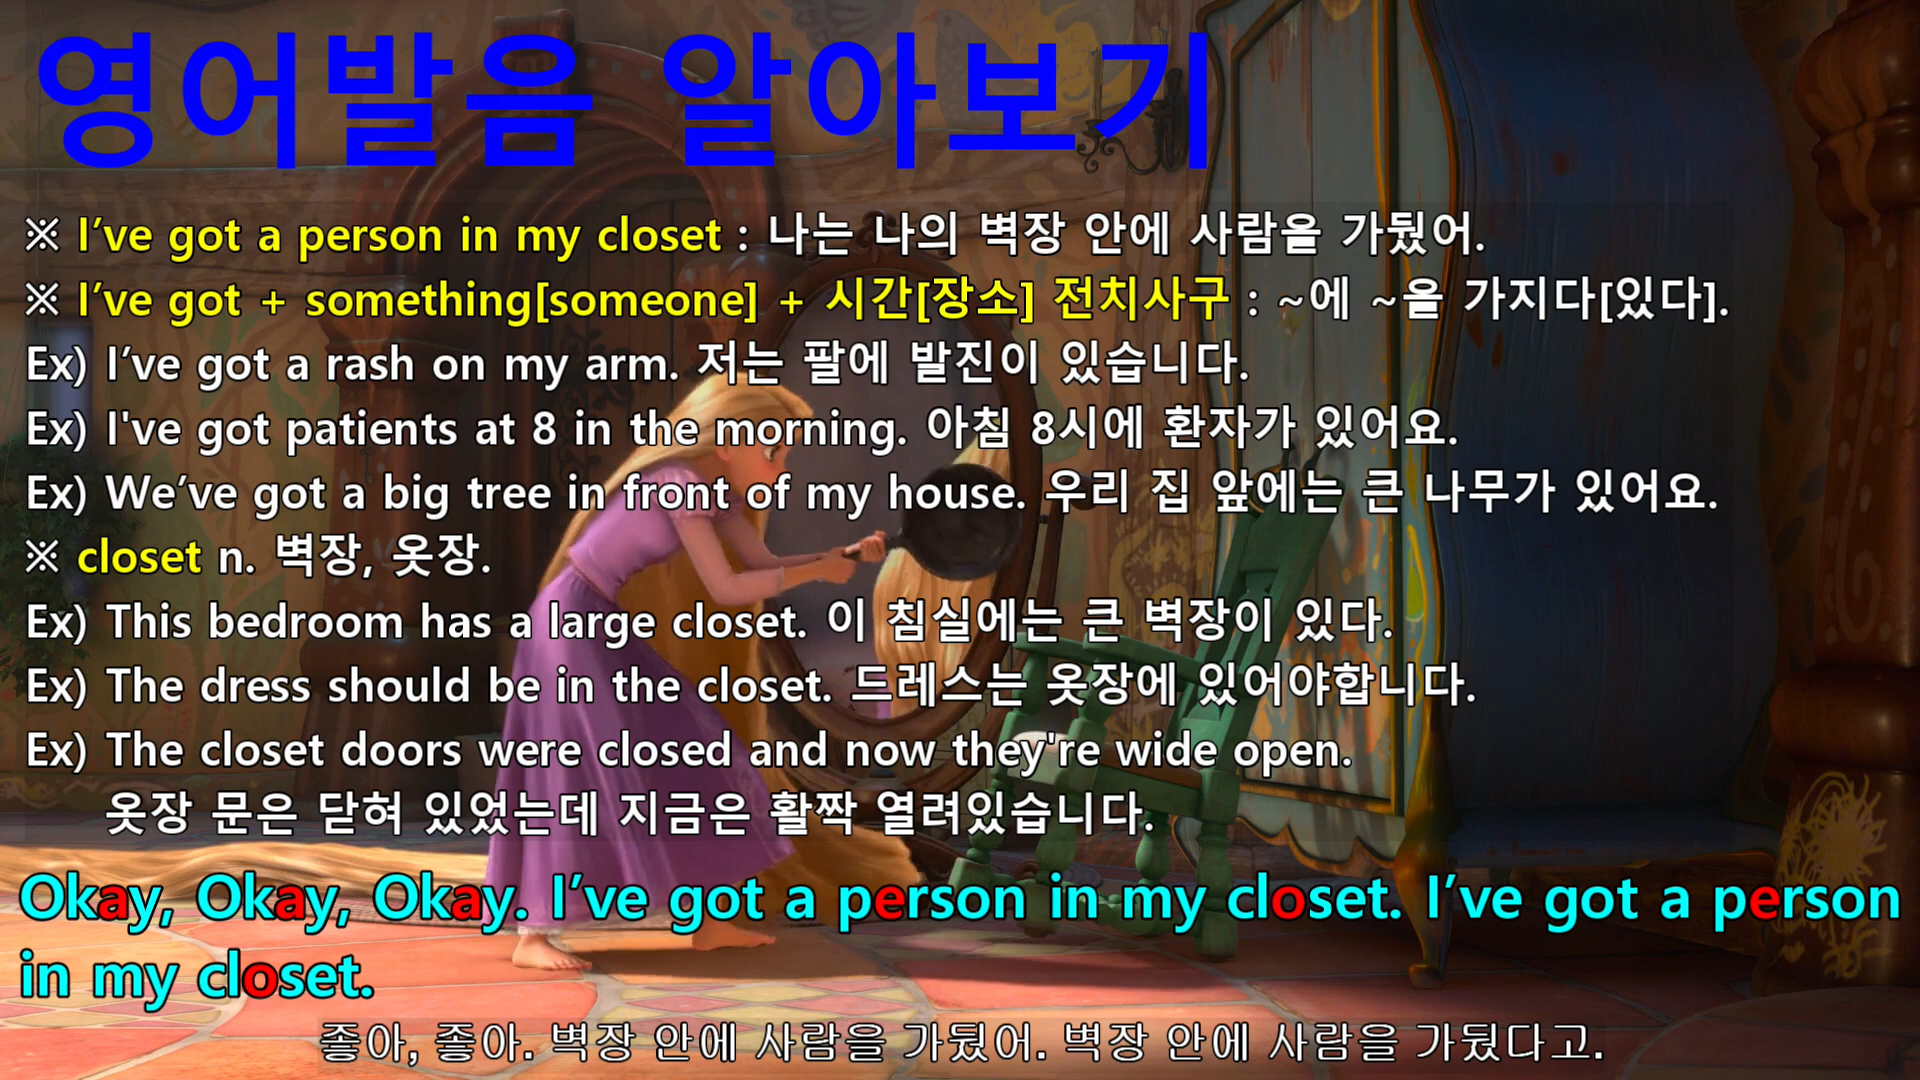 영어발음 알아보기
※ I’ve got a person in my closet : 나는 나의 벽장 안에 사람을 가뒀어.
※ I’ve got + something[someone] + 시간[장소] 전치사구 : ~에 ~을 가지다[있다].
Ex) I’ve got a rash on my arm. 저는 팔에 발진이 있습니다.
Ex) I've got patients at 8 in the morning. 아침 8시에 환자가 있어요.
Ex) We’ve got a big tree in front of my house. 우리 집 앞에는 큰 나무가 있어요.
※ closet n. 벽장, 옷장.
Ex) This bedroom has a large closet. 이 침실에는 큰 벽장이 있다.
Ex) The dress should be in the closet. 드레스는 옷장에 있어야합니다.
Ex) The closet doors were closed and now they're wide open.
옷장 문은 닫혀 있었는데 지금은 활짝 열려있습니다.
Okay, Okay, Okay. I’ve got a person in my closet. I’ve got a person
in my closet.
좋아, 좋아. 벽장 안에 사람을 가뒀어. 벽장 안에 사람을 가뒀다고.